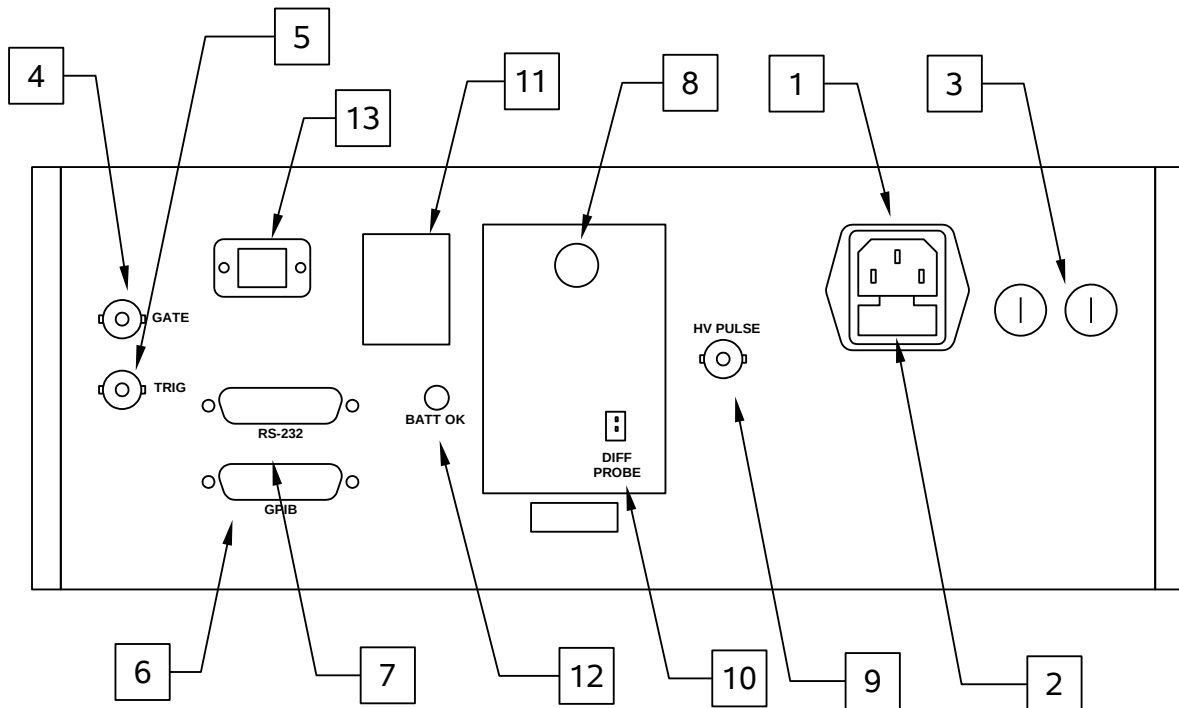 5
4
11
8
1
3
13
GATE
HV PULSE
TRIG
BATT OK
RS-232
DIFF
PROBE
GPIB
6
7
12
10
9
2